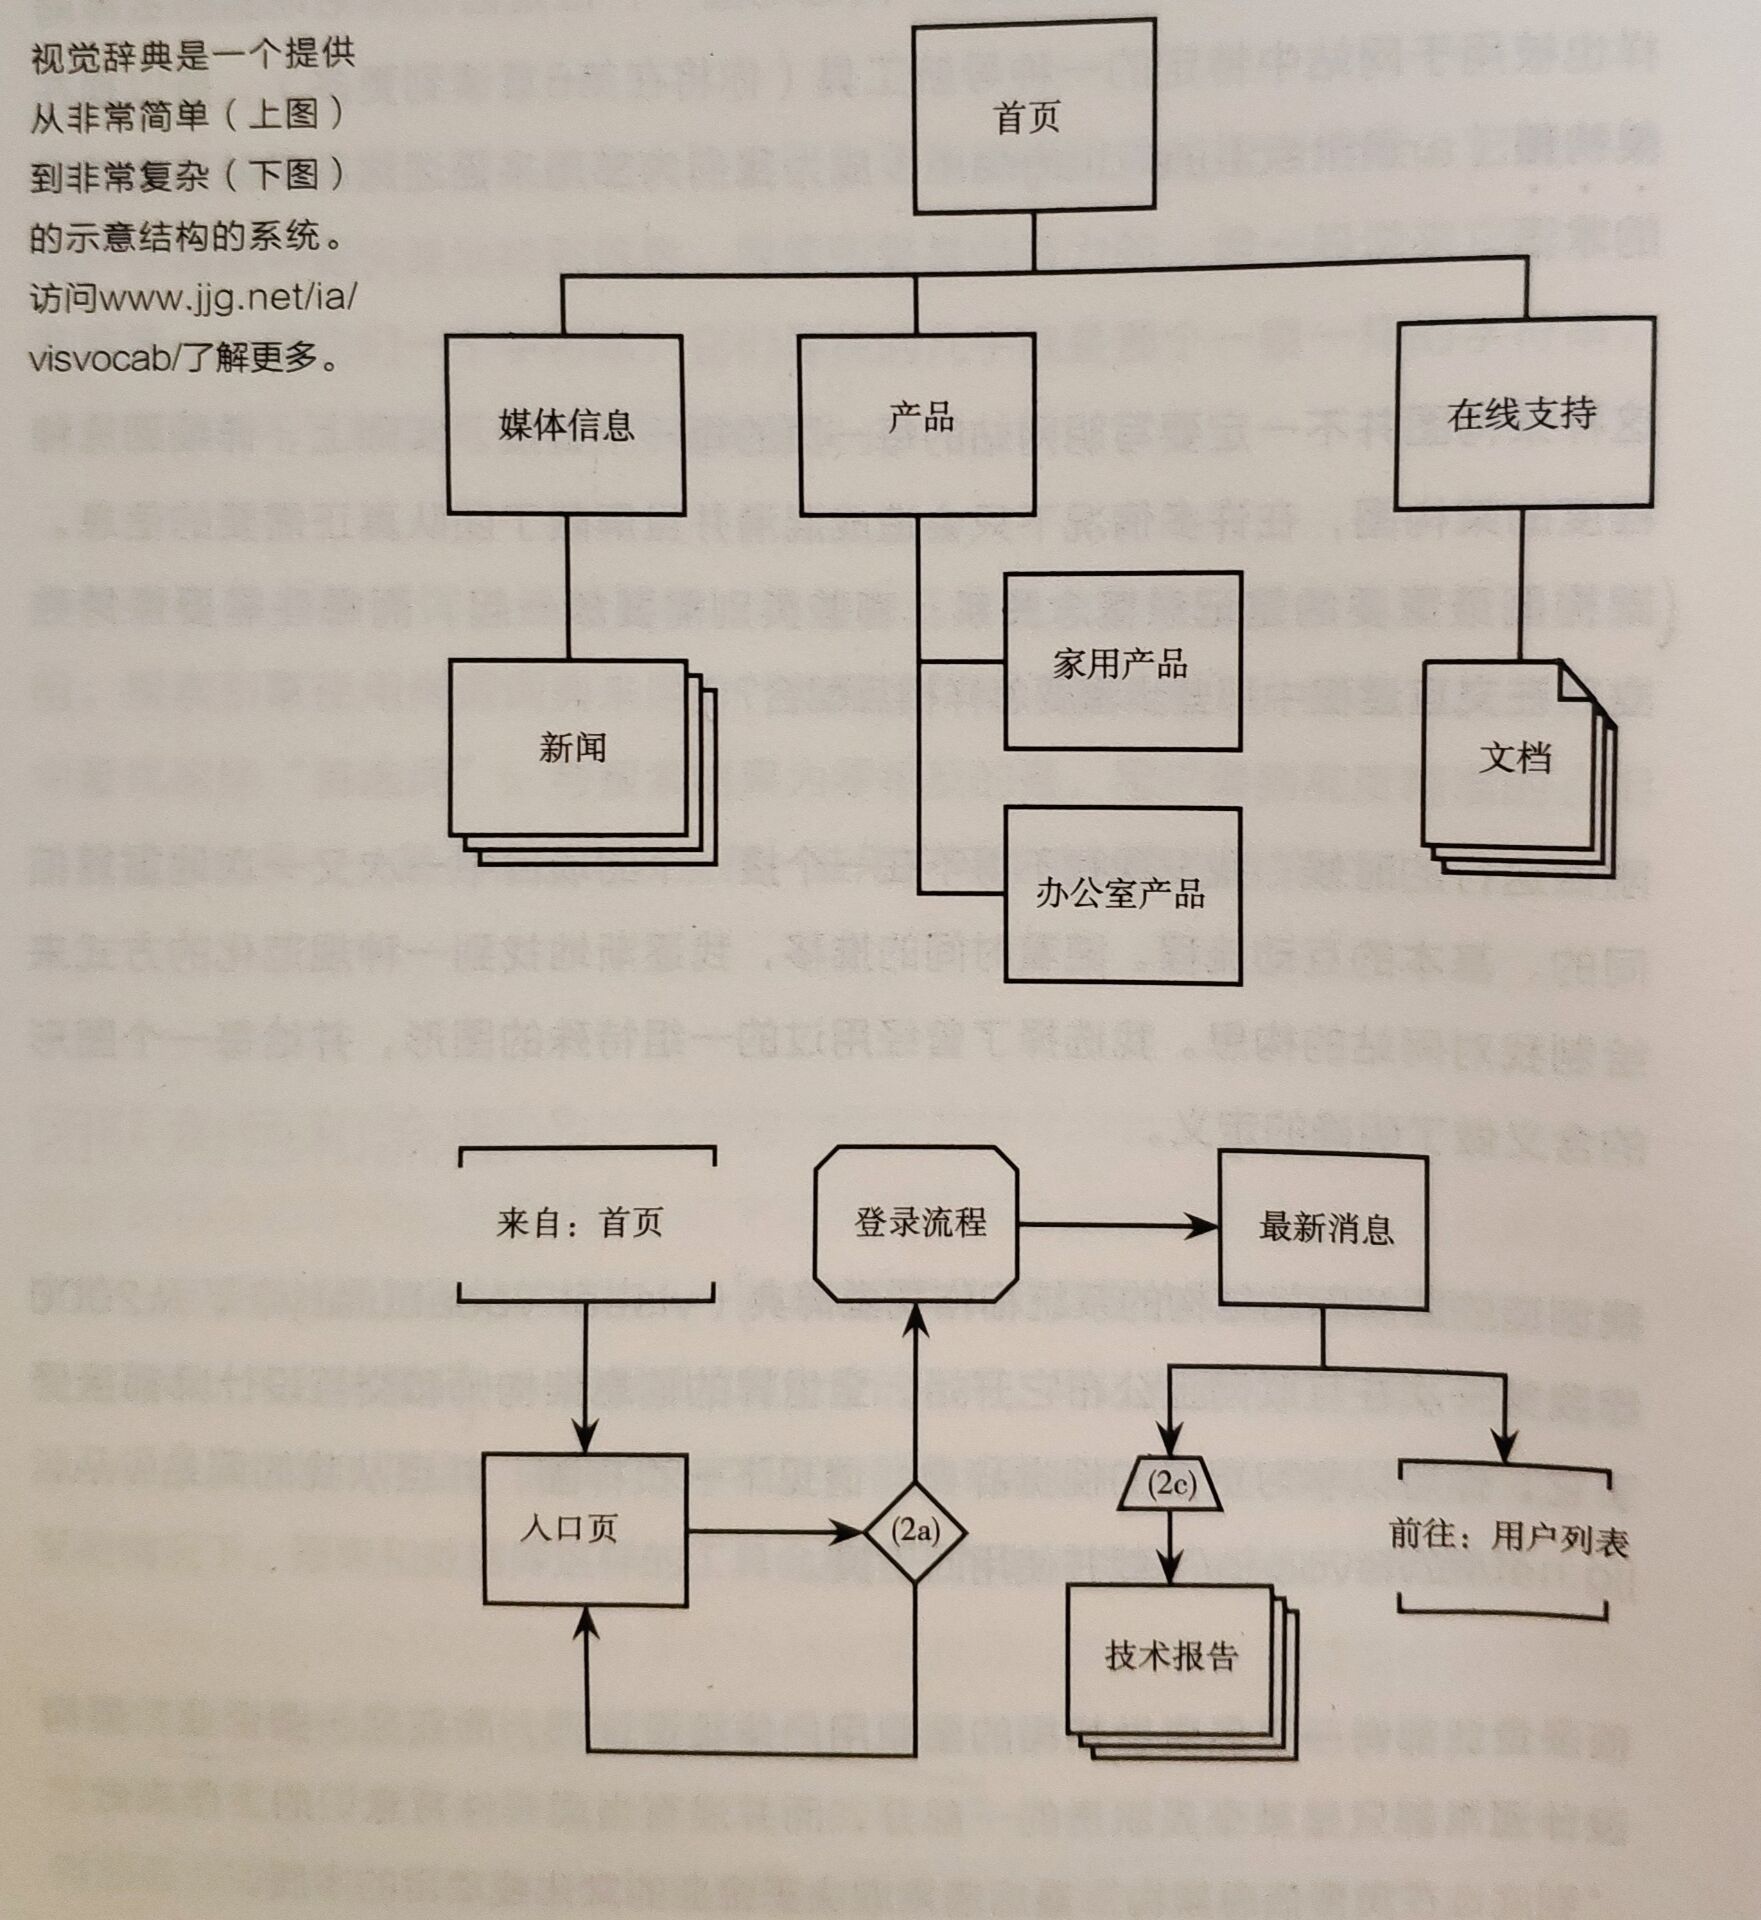 视觉辞典是一个提供
从非常简单（上图）
到非常复杂（下图）
的示意结构的系统。
访问www.jjg.net/ia/
visvocab/了解更多。
首页
媒体信息
产品
在线支持
新闻
家用产品
办公室产品
文档
来自：首页
登录流程
最新消息
入口页
(2a)
(2c)
前往：用户列表
技术报告